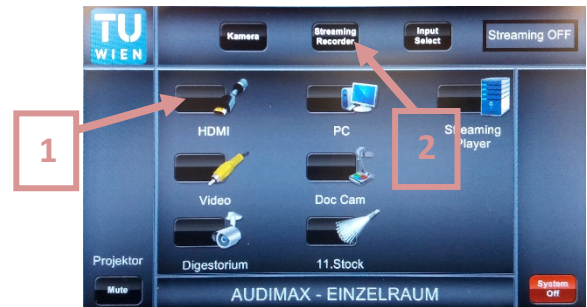 TU
WIEN
Kamera
Streaming
Recorder
Input
Select
Streaming OFF
1
HDMI
PC
2
Streaming
Player
Video
Doc Cam
Projektor
Digestorium
11.Stock
Mute
AUDIMAX - EINZELRAUM
System
Off